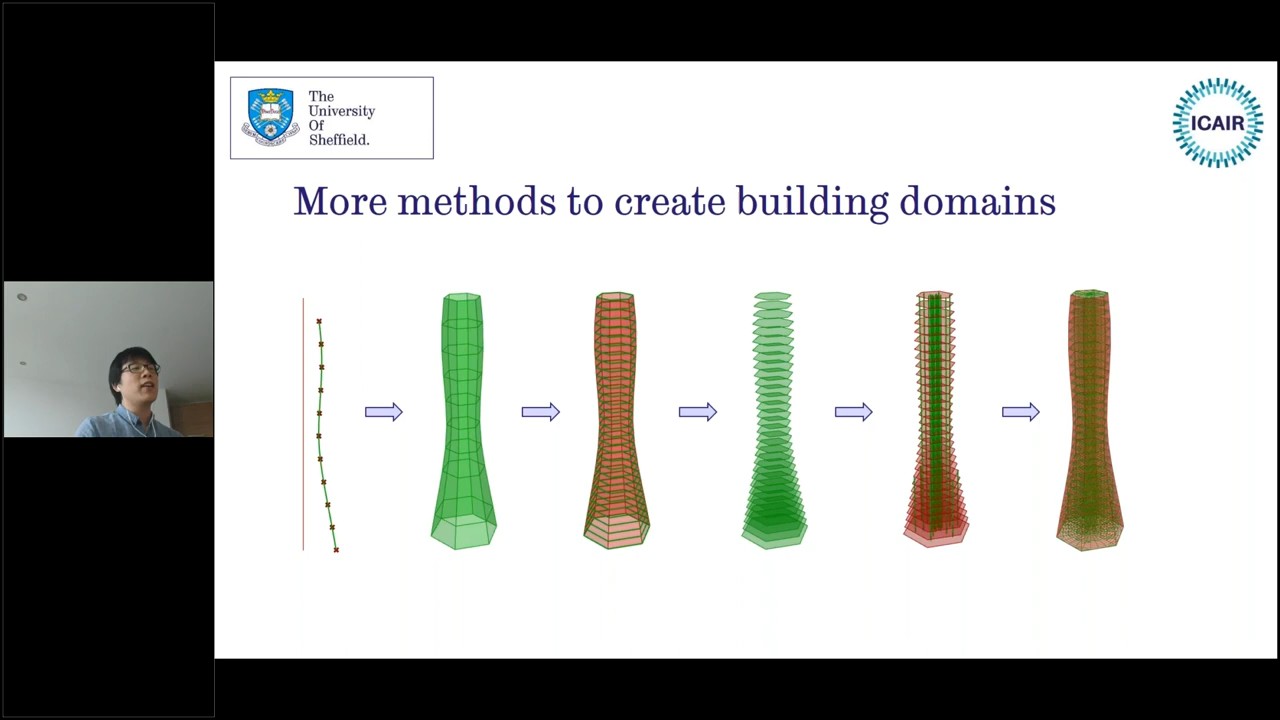 The
University
Of
Sheffield.
ICAIR
More methods to create building domains